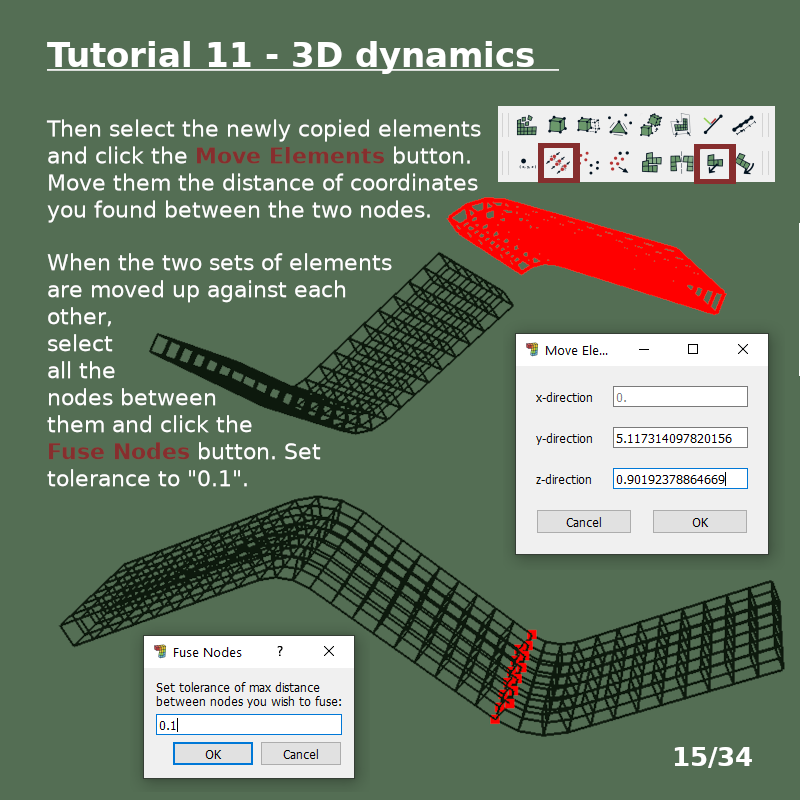 Tutorial 11 - 3D dynamics
Then select the newly copied elements
and click the Move Elements button.
Move them the distance of coordinates
you found between the two nodes.
When the two sets of elements
are moved up against each
other,
select
all the
nodes between
them and click the
Fuse Nodes button. Set
tolerance to "0.1".
Move Ele...
x-direction 0.
y-direction 5.117314097820156
z-direction 0.90192378864669
Cancel OK
Fuse Nodes ?
Set tolerance of max distance
between nodes you wish to fuse:
0.1
OK Cancel
15/34